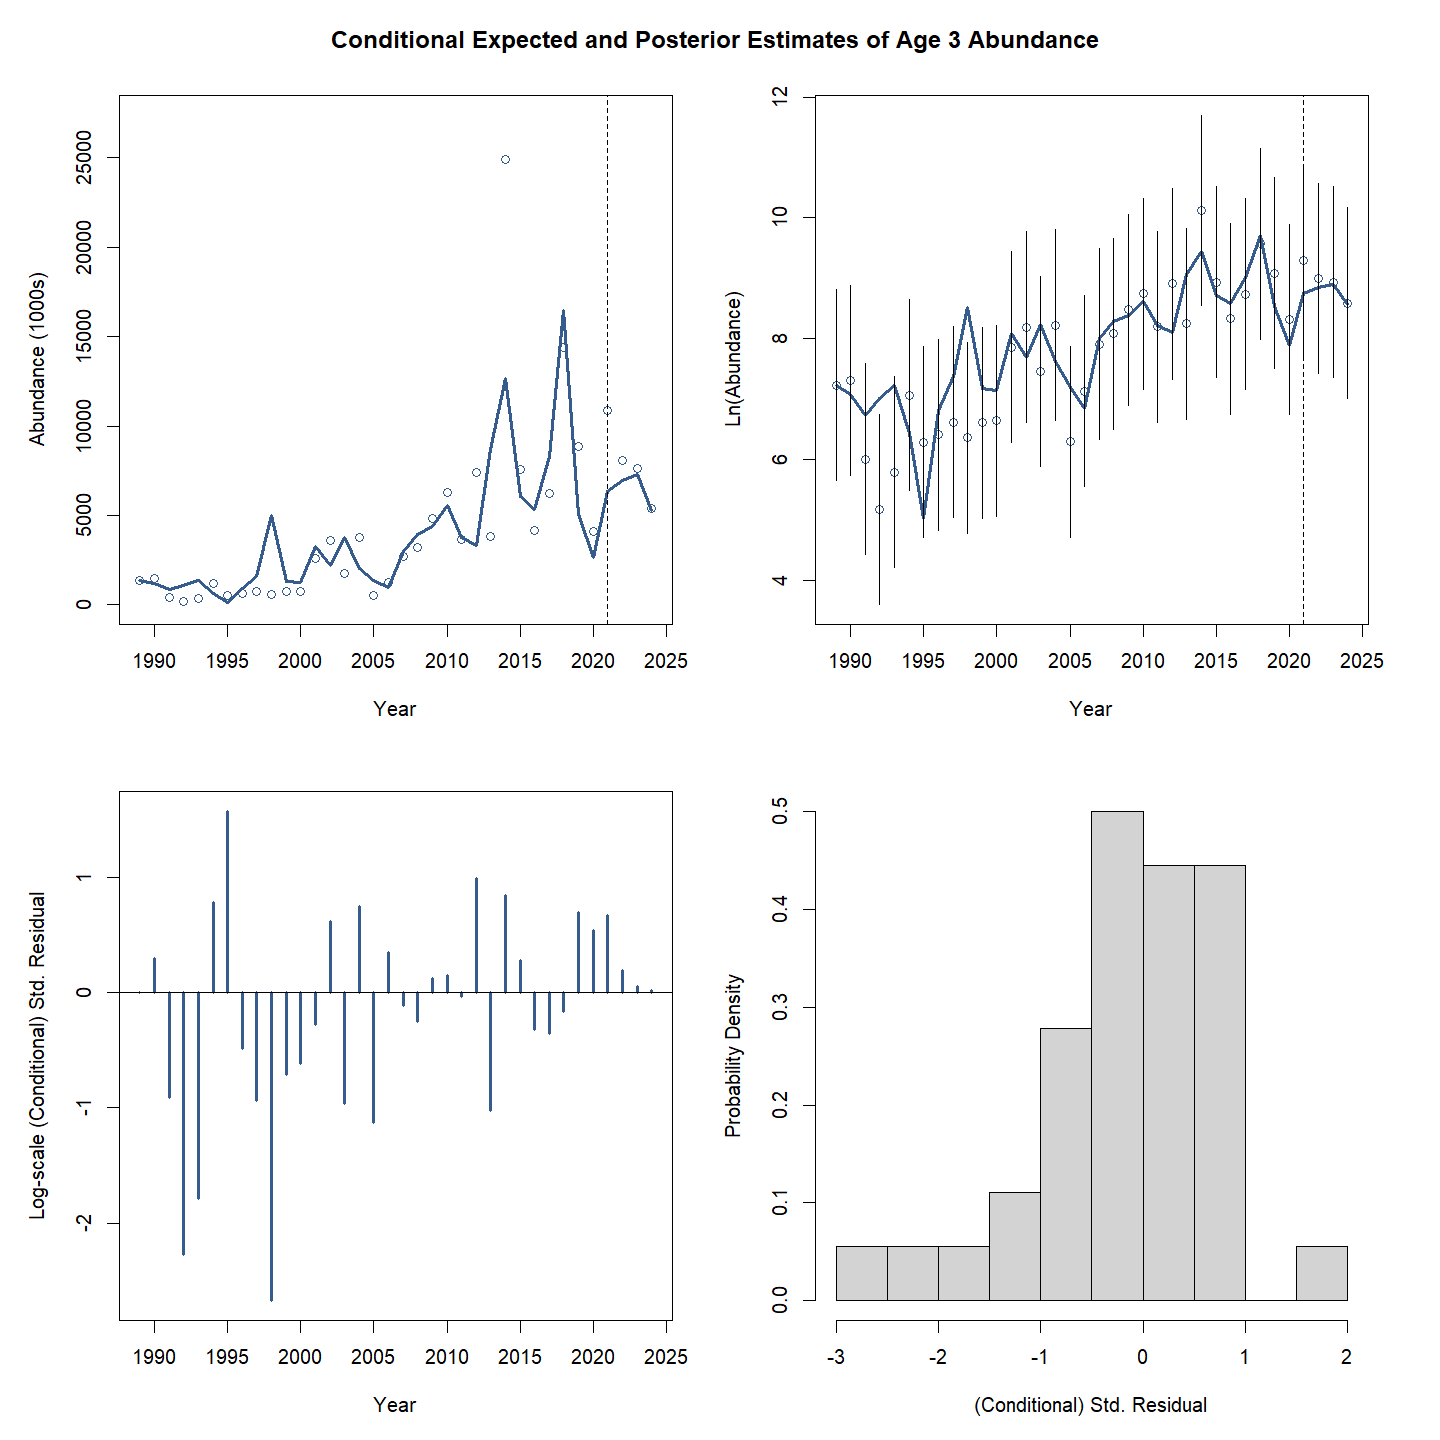 Conditional Expected and Posterior Estimates of Age 3 Abundance
Abundance (1000s)
25000
20000
15000
10000
5000
0
1990 1995 2000 2005 2010 2015 2020 2025
Year
Ln(Abundance)
12
10
8
6
4
1990 1995 2000 2005 2010 2015 2020 2025
Year
Log-scale (Conditional) Std. Residual
1
0
-1
-2
1990 1995 2000 2005 2010 2015 2020 2025
Year
Probability Density
0.5
0.4
0.3
0.2
0.1
0.0
-3 -2 -1 0 1 2
(Conditional) Std. Residual